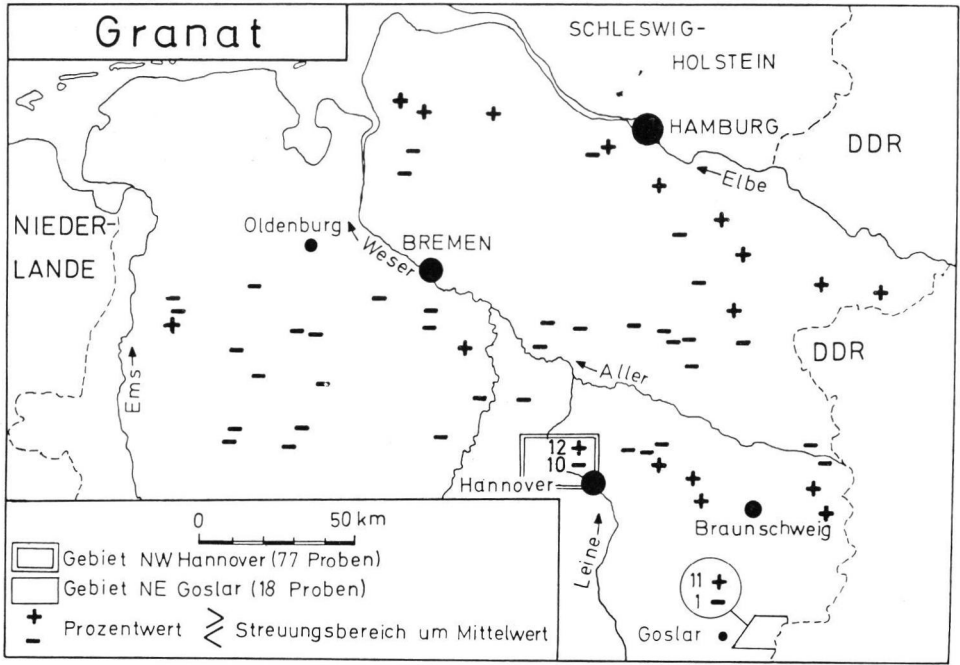 Granat
SCHLESWIG-
HOLSTEIN
HAMBURG
DDR
Elbe
NIEDER-
LANDE
Oldenburg
Weser
BREMEN
DDR
Ems
Aller
12 +
10 −
Hannover
Braunschweig
Leine
11 +
1 −
Goslar
0 50 km
Gebiet NW Hannover (77 Proben)
Gebiet NE Goslar (18 Proben)
+ Prozentwert > Streuungsbereich um Mittelwert
− <